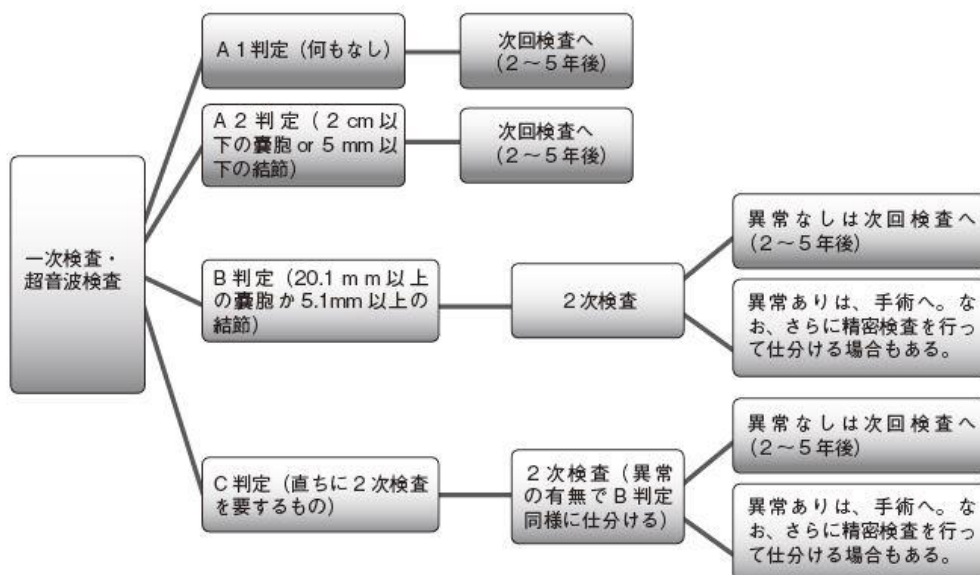 一次検査・
超音波検査
A1判定（何もなし）
次回検査へ
（2～5年後）
A2判定（2cm以
下の嚢胞or 5mm以
下の結節）
次回検査へ
（2～5年後）
B判定（20.1mm以上
の嚢胞か5.1mm以上の
結節）
2次検査
異常なしは次回検査へ
（2～5年後）
異常ありは、手術へ。な
お、さらに精密検査を行っ
て仕分ける場合もある。
C判定（直ちに2次検査
を要するもの）
2次検査（異常
の有無でB判定
同様に仕分ける）
異常なしは次回検査へ
（2～5年後）
異常ありは、手術へ。な
お、さらに精密検査を行っ
て仕分ける場合もある。